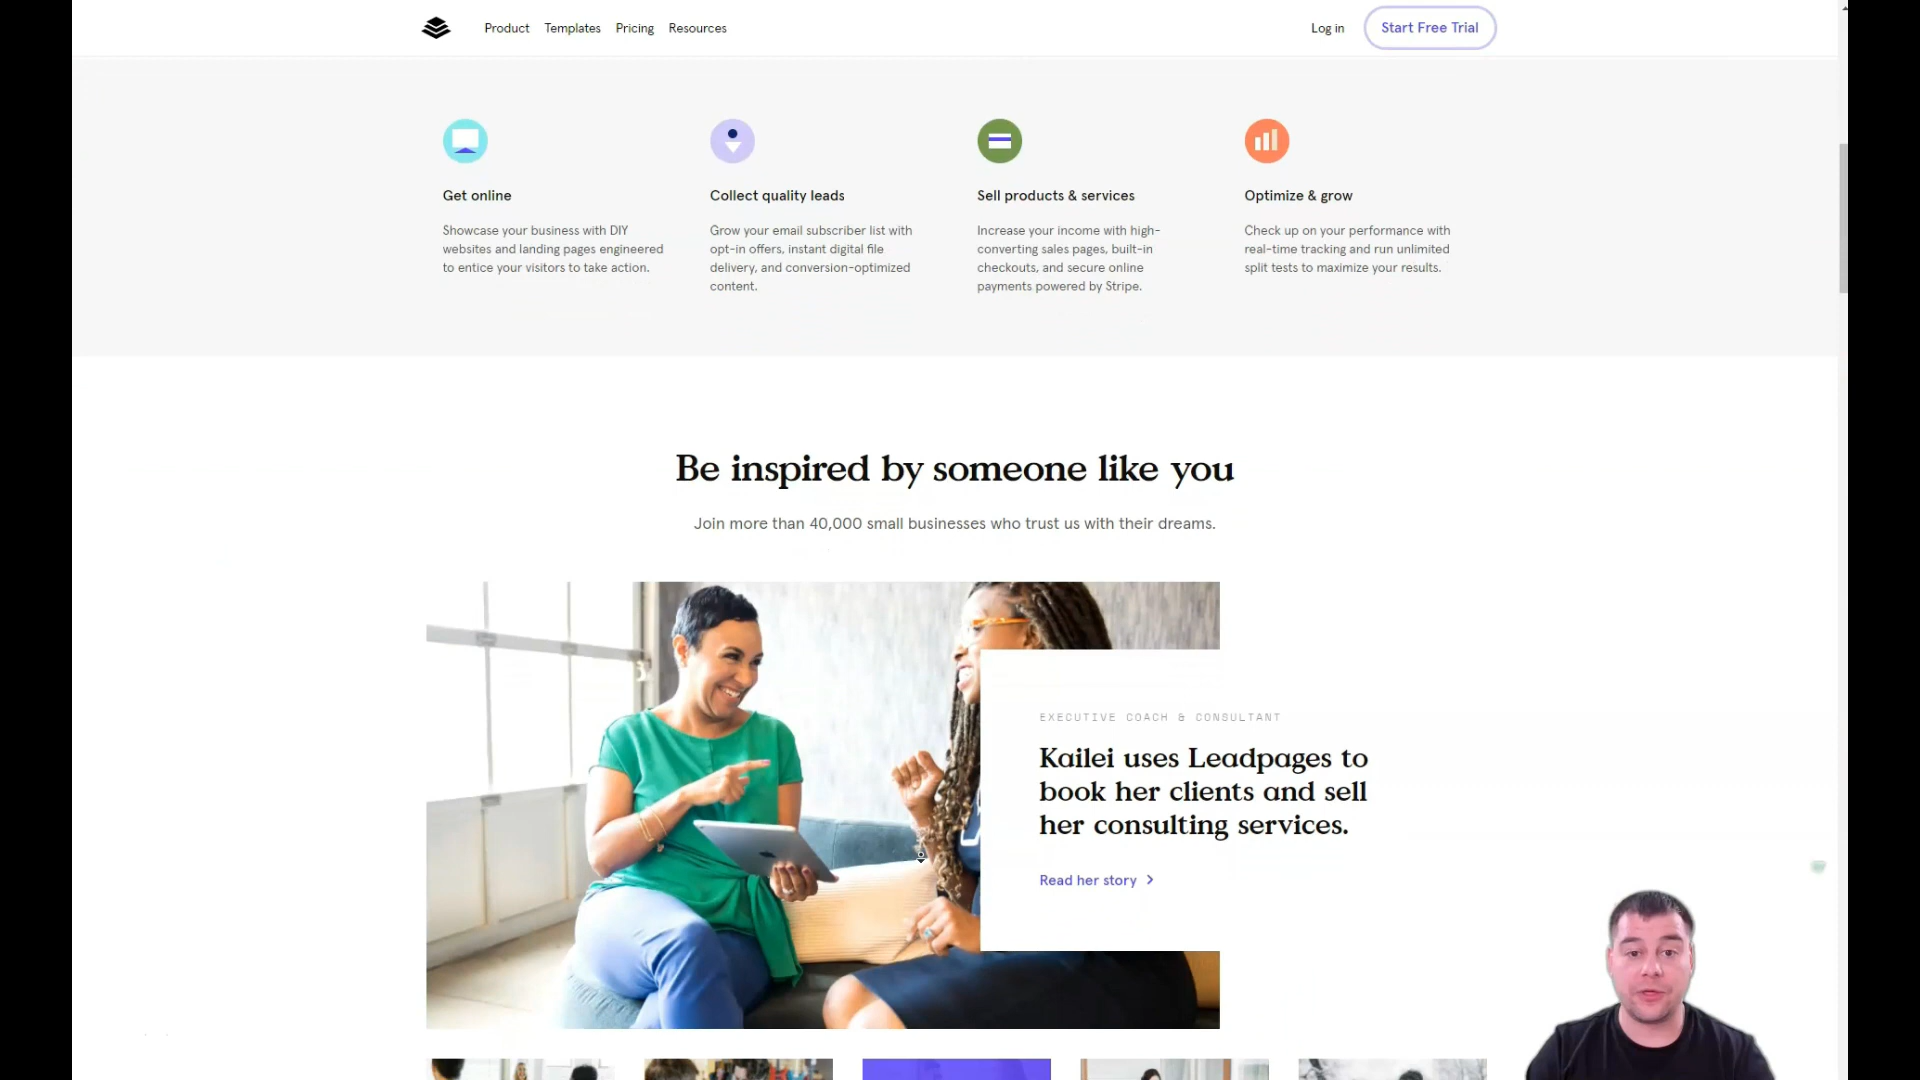 Product Templates Pricing Resources Log in Start Free Trial
Get online
Showcase your business with DIY
websites and landing pages engineered
to entice your visitors to take action.
Collect quality leads
Grow your email subscriber list with
opt-in offers, instant digital file
delivery, and conversion-optimized
content.
Sell products & services
Increase your income with high-
converting sales pages, built-in
checkouts, and secure online
payments powered by Stripe.
Optimize & grow
Check up on your performance with
real-time tracking and run unlimited
split tests to maximize your results.
Be inspired by someone like you
Join more than 40,000 small businesses who trust us with their dreams.
EXECUTIVE COACH & CONSULTANT
Kailei uses Leadpages to
book her clients and sell
her consulting services.
Read her story